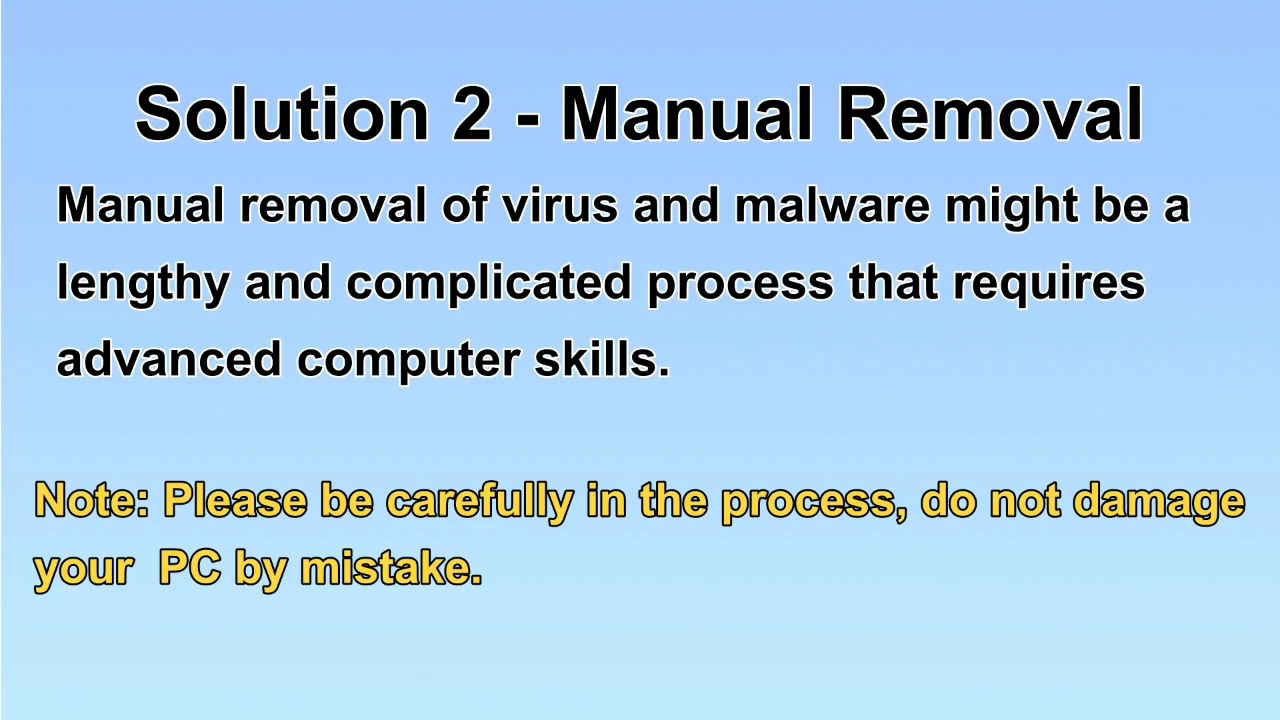 Solution 2 - Manual Removal
Manual removal of virus and malware might be a
lengthy and complicated process that requires
advanced computer skills.
Note: Please be carefully in the process, do not damage
your  PC by mistake.